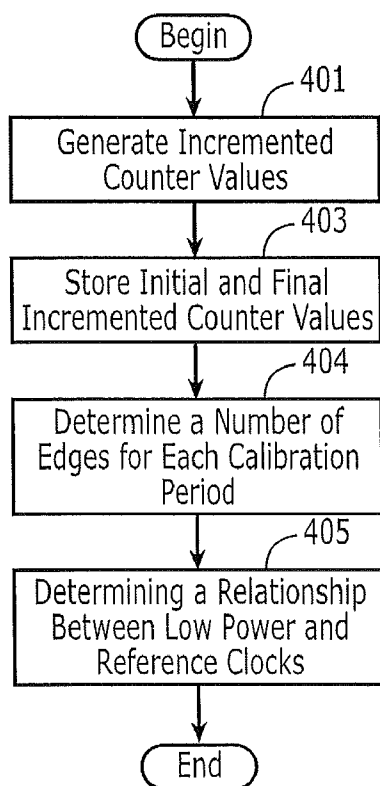 Begin
401
Generate Incremented
Counter Values
403
Store Initial and Final
Incremented Counter Values
404
Determine a Number of
Edges for Each Calibration
Period
405
Determining a Relationship
Between Low Power and
Reference Clocks
End